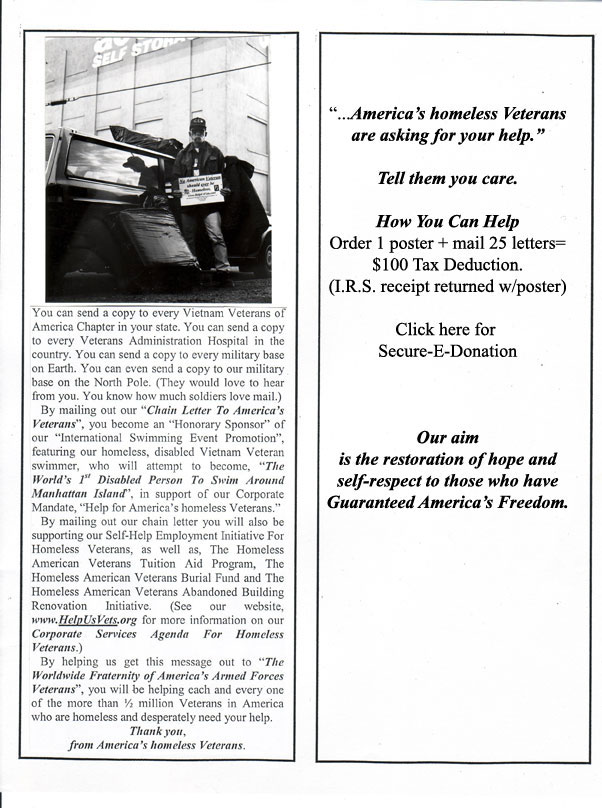 SELF STORA
No American Veteran
should ever be
Homeless.
You can send a copy to every Vietnam Veterans of
America Chapter in your state. You can send a copy
to every Veterans Administration Hospital in the
country. You can send a copy to every military base
on Earth. You can even send a copy to our military
base on the North Pole. (They would love to hear
from you. You know how much soldiers love mail.)
By mailing out our “Chain Letter To America’s
Veterans”, you become an “Honorary Sponsor” of
our “International Swimming Event Promotion”,
featuring our homeless, disabled Vietnam Veteran
swimmer, who will attempt to become, “The
World’s 1st Disabled Person To Swim Around
Manhattan Island”, in support of our Corporate
Mandate, “Help for America’s homeless Veterans.”
By mailing out our chain letter you will also be
supporting our Self-Help Employment Initiative For
Homeless Veterans, as well as, The Homeless
American Veterans Tuition Aid Program, The
Homeless American Veterans Burial Fund and The
Homeless American Veterans Abandoned Building
Renovation Initiative. (See our website,
www.HelpUsVets.org for more information on our
Corporate Services Agenda For Homeless
Veterans.)
By helping us get this message out to “The
Worldwide Fraternity of America’s Armed Forces
Veterans”, you will be helping each and every one
of the more than ½ million Veterans in America
who are homeless and desperately need your help.
Thank you,
from America’s homeless Veterans.
“...America’s homeless Veterans
are asking for your help.”
Tell them you care.
How You Can Help
Order 1 poster + mail 25 letters=
$100 Tax Deduction.
(I.R.S. receipt returned w/poster)
Click here for
Secure-E-Donation
Our aim
is the restoration of hope and
self-respect to those who have
Guaranteed America’s Freedom.